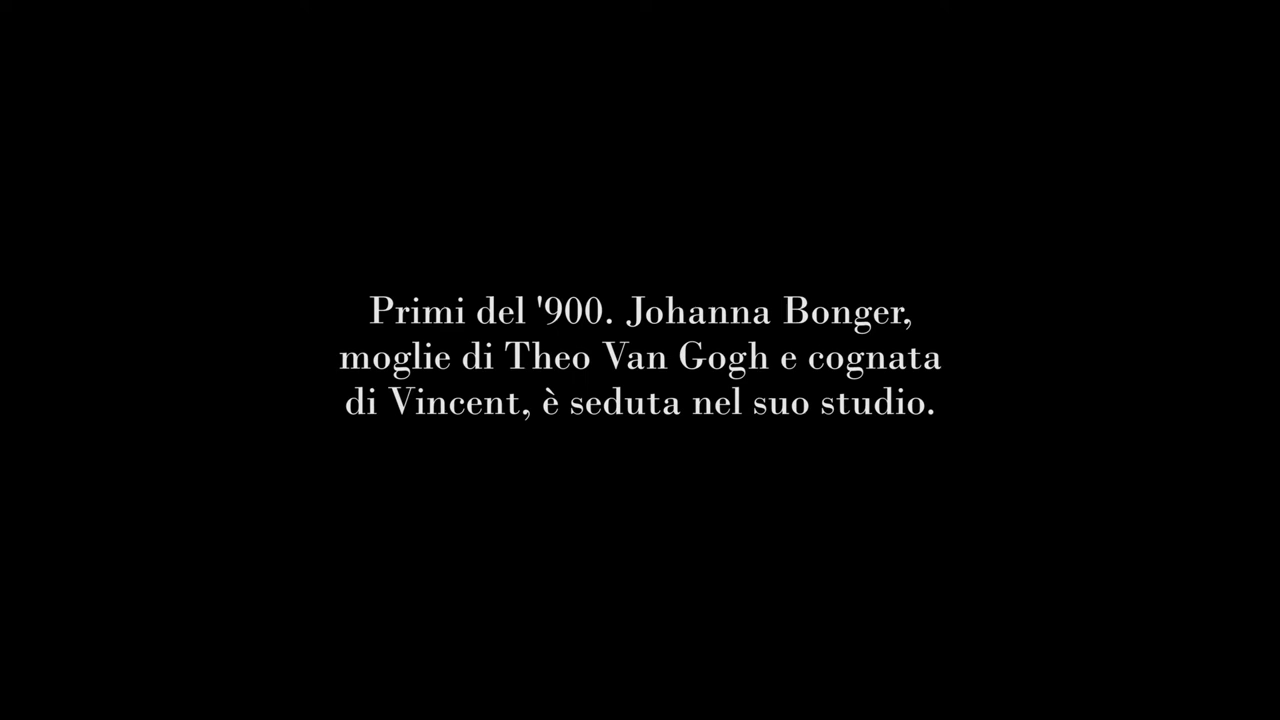 Primi del '900. Johanna Bonger,
moglie di Theo Van Gogh e cognata
di Vincent, è seduta nel suo studio.